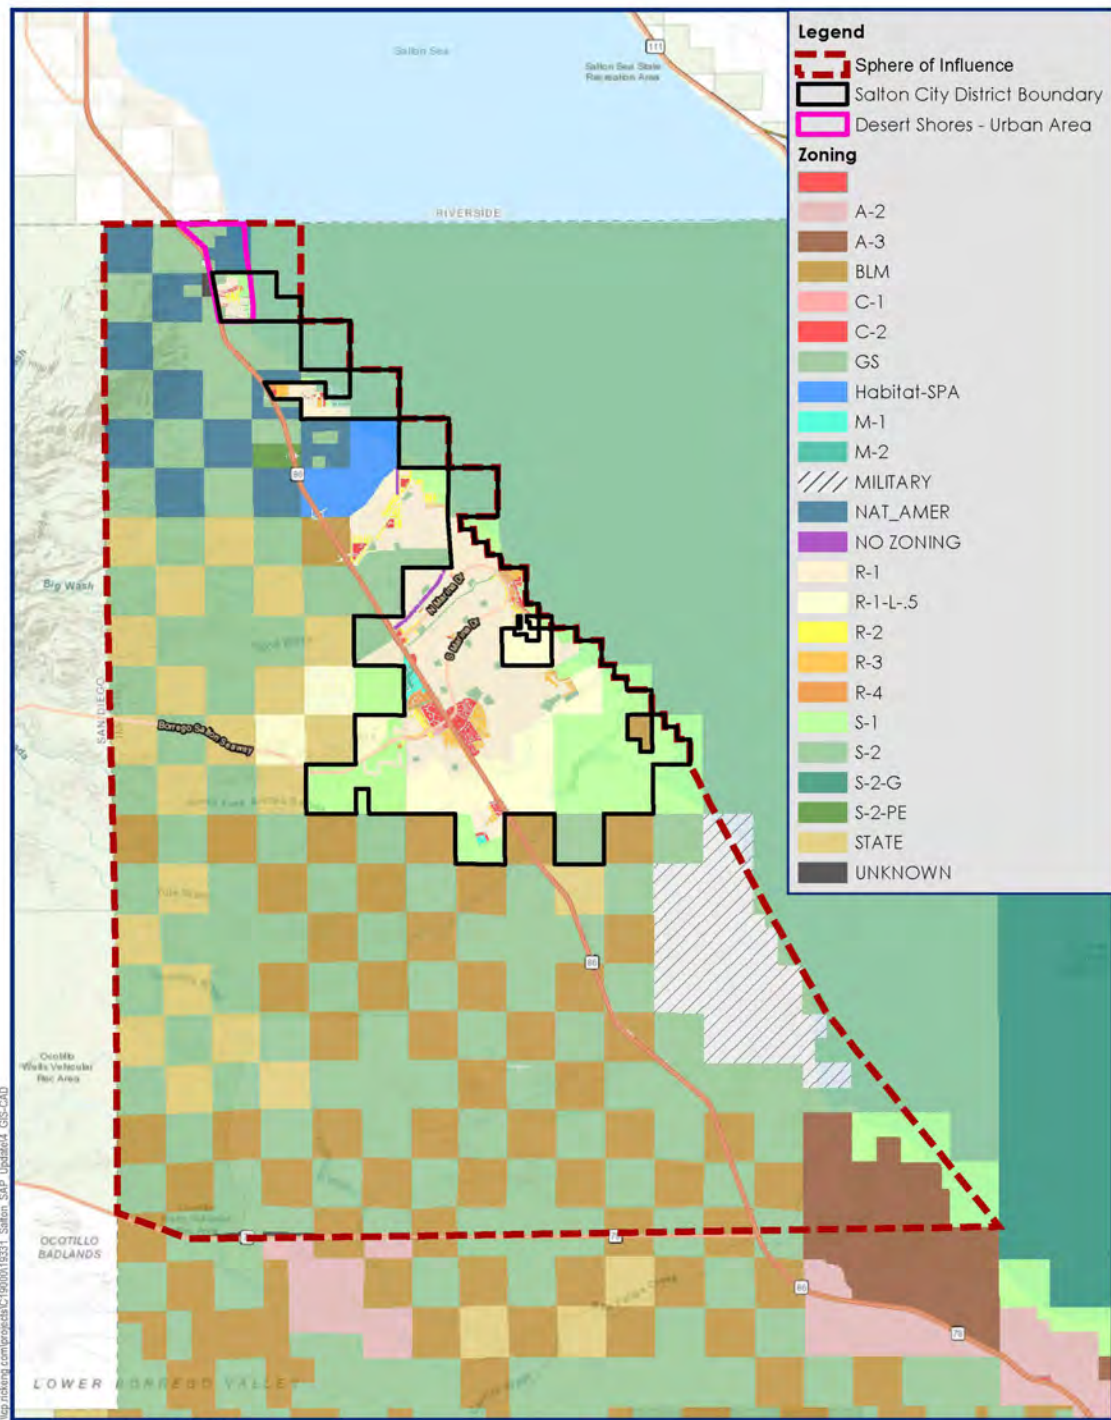 Legend
Sphere of Influence
Salton City District Boundary
Desert Shores - Urban Area
Zoning
A-2
A-3
BLM
C-1
C-2
GS
Habitat-SPA
M-1
M-2
MILITARY
NAT_AMER
NO ZONING
R-1
R-1-L-.5
R-2
R-3
R-4
S-1
S-2
S-2-G
S-2-PE
STATE
UNKNOWN
Salton Sea
111
Salton Sea State
Recreation Area
RIVERSIDE
86
Big Wash
N Marina Dr
S Marina Dr
SAN DIEGO
Borrego Salton Seaway
86
Ocotillo
Wells Vehicular
Rec Area
OCOTILLO
BADLANDS
86
78
LOWER BORREGO VALLEY